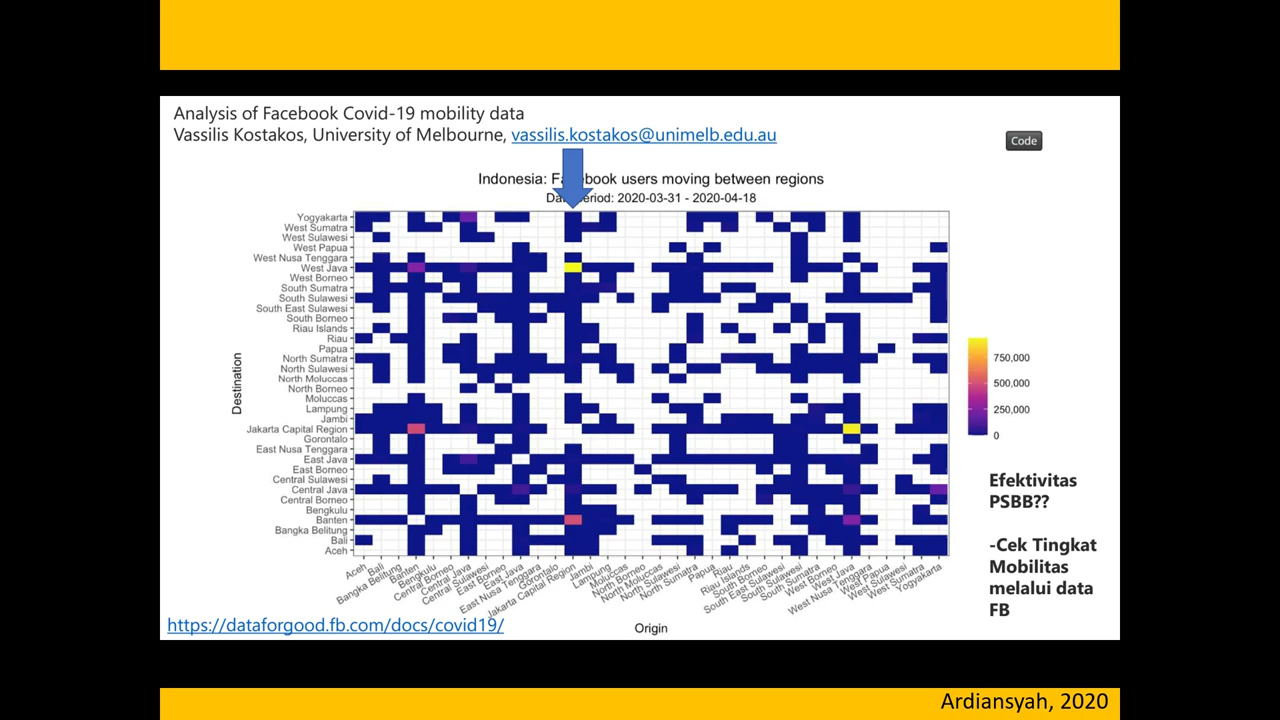 Analysis of Facebook Covid-19 mobility data
Vassilis Kostakos, University of Melbourne, vassilis.kostakos@unimelb.edu.au
Code
Indonesia: Fa ebook users moving between regions
Da eriod: 2020-03-31 - 2020-04-18
Yogyakarta
West Sumatra
West Sulawesi
West Papua
West Nusa Tenggara
West Java
West Borneo
South Sumatra
South Sulawesi
South East Sulawesi
South Borneo
Riau Islands
Riau
Papua
North Sumatra
North Sulawesi
North Moluccas
North Borneo
Moluccas
Lampung
Jambi
Jakarta Capital Region
Gorontalo
East Nusa Tenggara
East Java
East Borneo
Central Sulawesi
Central Java
Central Borneo
Bengkulu
Banten
Bangka Belitung
Bali
Aceh
Destination
Aceh
Bali
Bangka Belitung
Banten
Bengkulu
Central Borneo
Central Java
Central Sulawesi
East Borneo
East Java
East Nusa Tenggara
Gorontalo
Jakarta Capital Region
Jambi
Lampung
Moluccas
North Borneo
North Moluccas
North Sulawesi
North Sumatra
Papua
Riau
Riau Islands
South Borneo
South East Sulawesi
South Sulawesi
South Sumatra
West Borneo
West Java
West Nusa Tenggara
West Papua
West Sulawesi
West Sumatra
Yogyakarta
Origin
750,000
500,000
250,000
0
Efektivitas
PSBB??
-Cek Tingkat
Mobilitas
melalui data
FB
https://dataforgood.fb.com/docs/covid19/
Ardiansyah, 2020